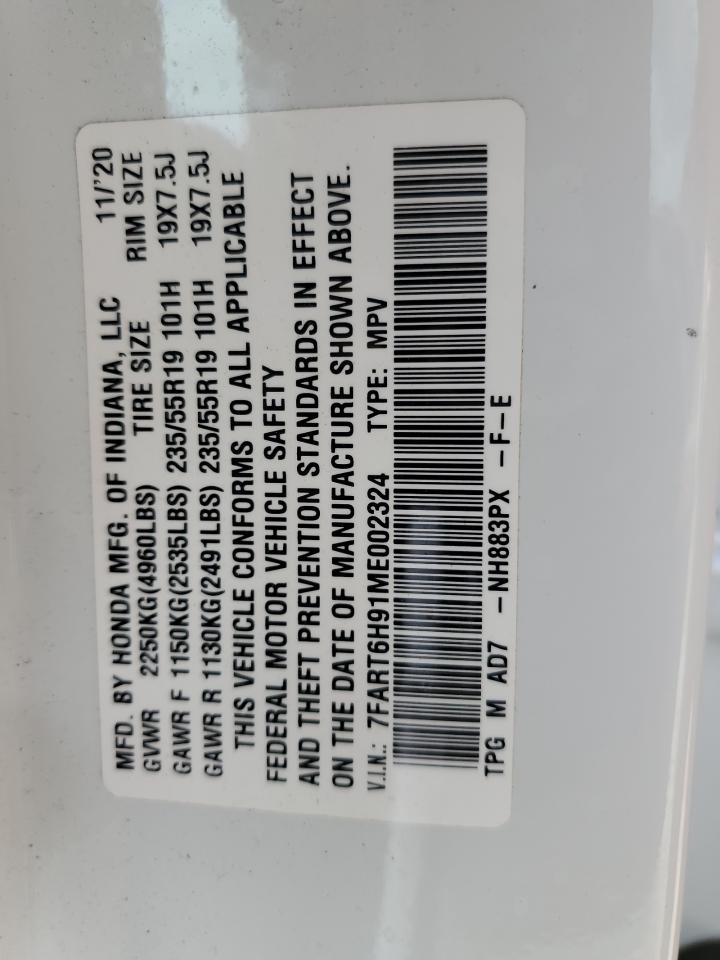 MFD. BY HONDA MFG. OF INDIANA, LLC 11/'20
GVWR 2250KG(4960LBS) TIRE SIZE RIM SIZE
GAWR F 1150KG(2535LBS) 235/55R19 101H 19X7.5J
GAWR R 1130KG(2491LBS) 235/55R19 101H 19X7.5J
THIS VEHICLE CONFORMS TO ALL APPLICABLE
FEDERAL MOTOR VEHICLE SAFETY
AND THEFT PREVENTION STANDARDS IN EFFECT
ON THE DATE OF MANUFACTURE SHOWN ABOVE.
V.I.N.: 7FART6H91ME002324 TYPE: MPV
TPG M AD7 -NH883PX -F-E